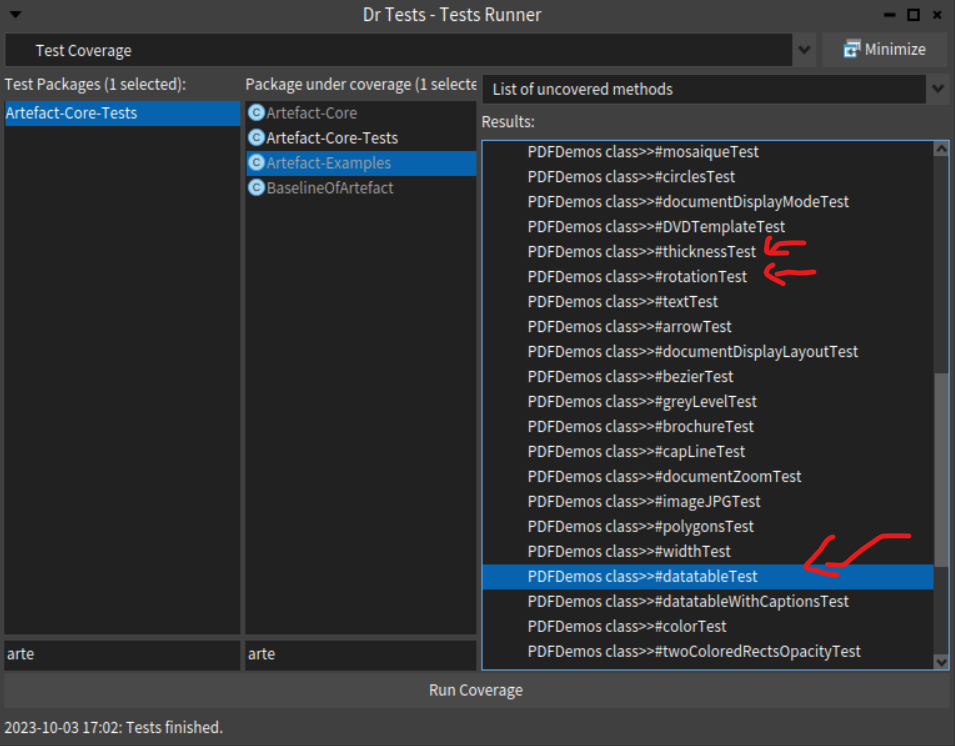 Dr Tests - Tests Runner
Test Coverage
Minimize
Test Packages (1 selected):
Package under coverage (1 selecte
List of uncovered methods
Artefact-Core-Tests
Artefact-Core
Artefact-Core-Tests
Artefact-Examples
BaselineOfArtefact
Results:
PDFDemos class>>#mosaiqueTest
PDFDemos class>>#circlesTest
PDFDemos class>>#documentDisplayModeTest
PDFDemos class>>#DVDTemplateTest
PDFDemos class>>#thicknessTest
PDFDemos class>>#rotationTest
PDFDemos class>>#textTest
PDFDemos class>>#arrowTest
PDFDemos class>>#documentDisplayLayoutTest
PDFDemos class>>#bezierTest
PDFDemos class>>#greyLevelTest
PDFDemos class>>#brochureTest
PDFDemos class>>#capLineTest
PDFDemos class>>#documentZoomTest
PDFDemos class>>#imageJPGTest
PDFDemos class>>#polygonsTest
PDFDemos class>>#widthTest
PDFDemos class>>#datatableTest
PDFDemos class>>#datatableWithCaptionsTest
PDFDemos class>>#colorTest
PDFDemos class>>#twoColoredRectsOpacityTest
arte
arte
Run Coverage
2023-10-03 17:02: Tests finished.